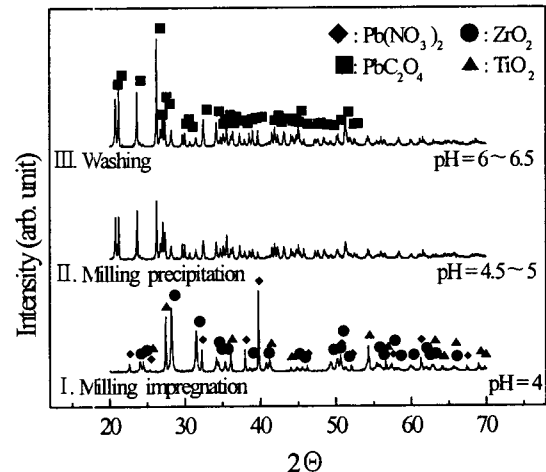 ◆ : Pb(NO₃)₂ ● : ZrO₂
■ : PbC₂O₄ ▲ : TiO₂
III. Washing pH=6~6.5
II. Milling precipitation pH=4.5~5
I. Milling impregnation pH=4
Intensity (arb. unit)
10 20 30 40 50 60 70
2Θ